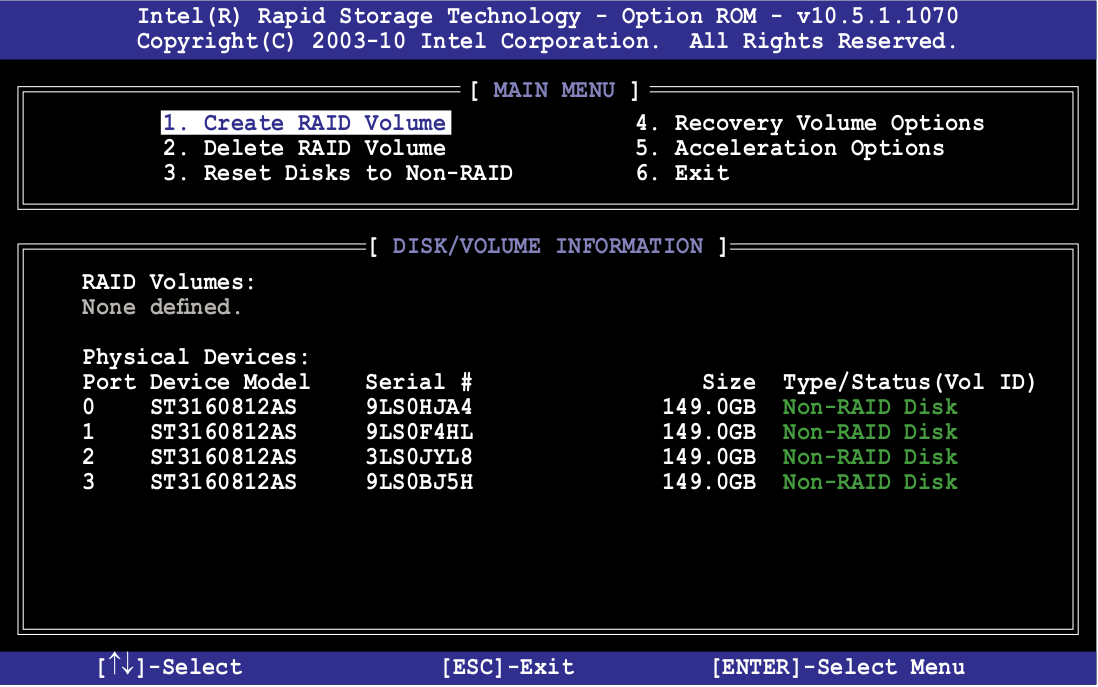 Intel(R) Rapid Storage Technology - Option ROM - v10.5.1.1070
Copyright(C) 2003-10 Intel Corporation. All Rights Reserved.
[ MAIN MENU ]
1. Create RAID Volume 4. Recovery Volume Options
2. Delete RAID Volume 5. Acceleration Options
3. Reset Disks to Non-RAID 6. Exit
[ DISK/VOLUME INFORMATION ]
RAID Volumes:
None defined.
Physical Devices:
Port Device Model Serial # Size Type/Status(Vol ID)
0 ST3160812AS 9LS0HJA4 149.0GB Non-RAID Disk
1 ST3160812AS 9LS0F4HL 149.0GB Non-RAID Disk
2 ST3160812AS 3LS0JYL8 149.0GB Non-RAID Disk
3 ST3160812AS 9LS0BJ5H 149.0GB Non-RAID Disk
[↑↓]-Select [ESC]-Exit [ENTER]-Select Menu